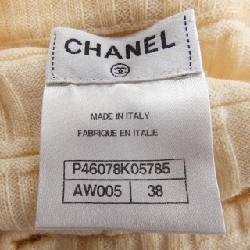 CHANEL
MADE IN ITALY
FABRIQUE EN ITALIE
P46078K05785
AW005 38